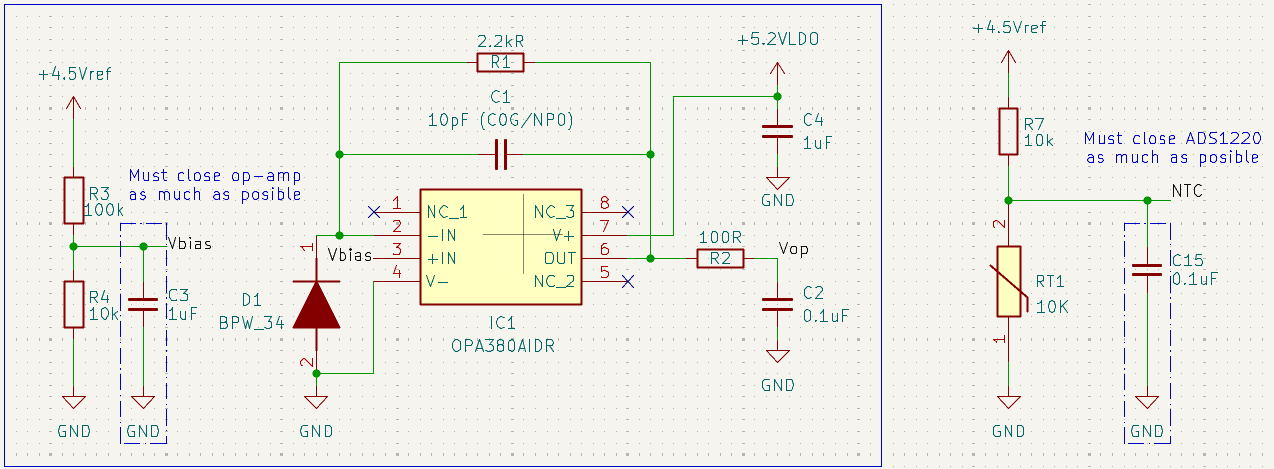 +4.5Vref
R3
100k
Must close op-amp
as much as posible
Vbias
R4
10k
C3
1uF
GND
GND
2.2kR
R1
C1
10pF (C0G/NP0)
+5.2VLDO
C4
1uF
GND
1
NC_1
NC_3
8
2
-IN
V+
7
Vbias
3
+IN
OUT
6
4
V-
NC_2
5
IC1
OPA380AIDR
1
D1
BPW_34
2
GND
100R
R2
Vop
C2
0.1uF
GND
+4.5Vref
R7
10k
Must close ADS1220
as much as posible
NTC
2
RT1
10K
1
C15
0.1uF
GND
GND